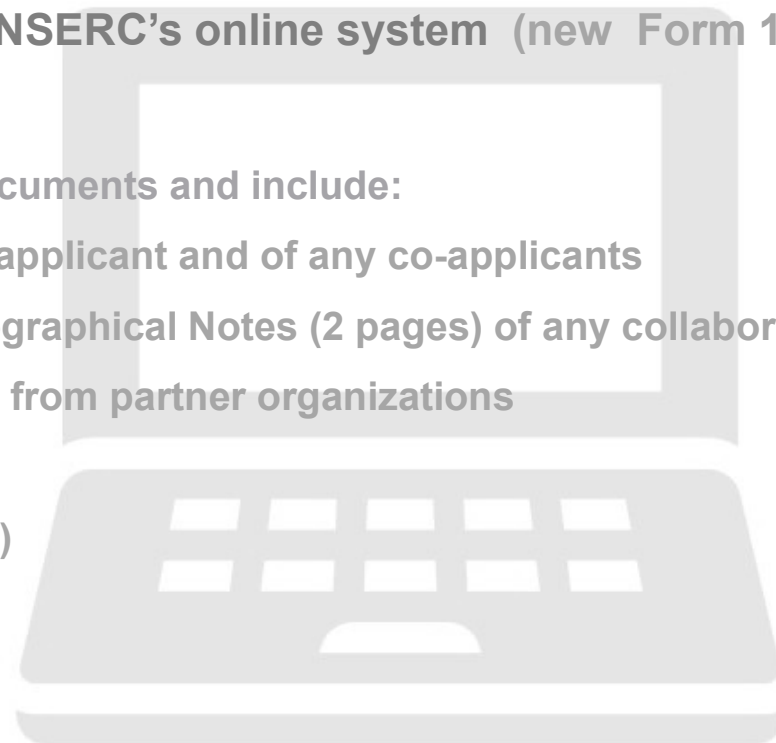 NSERC’s online system (new Form 1
cuments and include:
applicant and of any co-applicants
graphical Notes (2 pages) of any collabor
from partner organizations
)